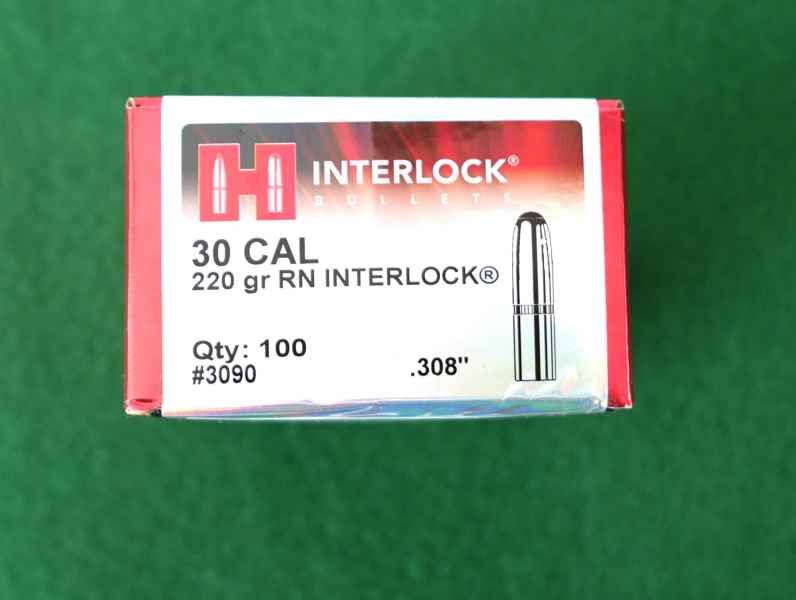 H INTERLOCK®
BULLETS
30 CAL
220 gr RN INTERLOCK®
Qty: 100
#3090 .308"